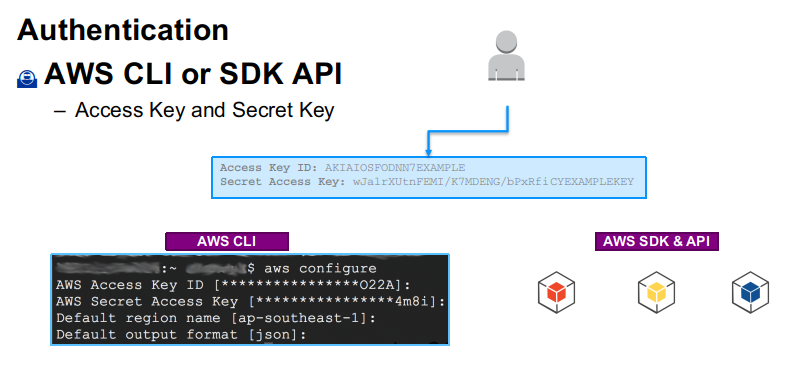 Authentication
AWS CLI or SDK API
– Access Key and Secret Key
Access Key ID: AKIAIOSFODNN7EXAMPLE
Secret Access Key: wJalrXUtnFEMI/K7MDENG/bPxRfiCYEXAMPLEKEY
AWS CLI
AWS SDK & API
:~ $ aws configure
AWS Access Key ID [****************O22A]:
AWS Secret Access Key [****************4m8i]:
Default region name [ap-southeast-1]:
Default output format [json]: